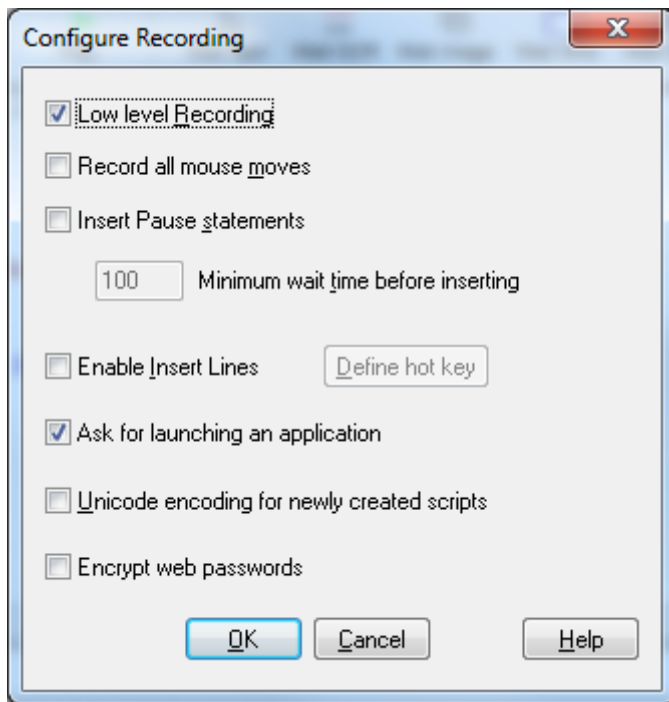 Configure Recording
Low level Recording
Record all mouse moves
Insert Pause statements
100 Minimum wait time before inserting
Enable Insert Lines Define hot key
Ask for launching an application
Unicode encoding for newly created scripts
Encrypt web passwords
OK Cancel Help